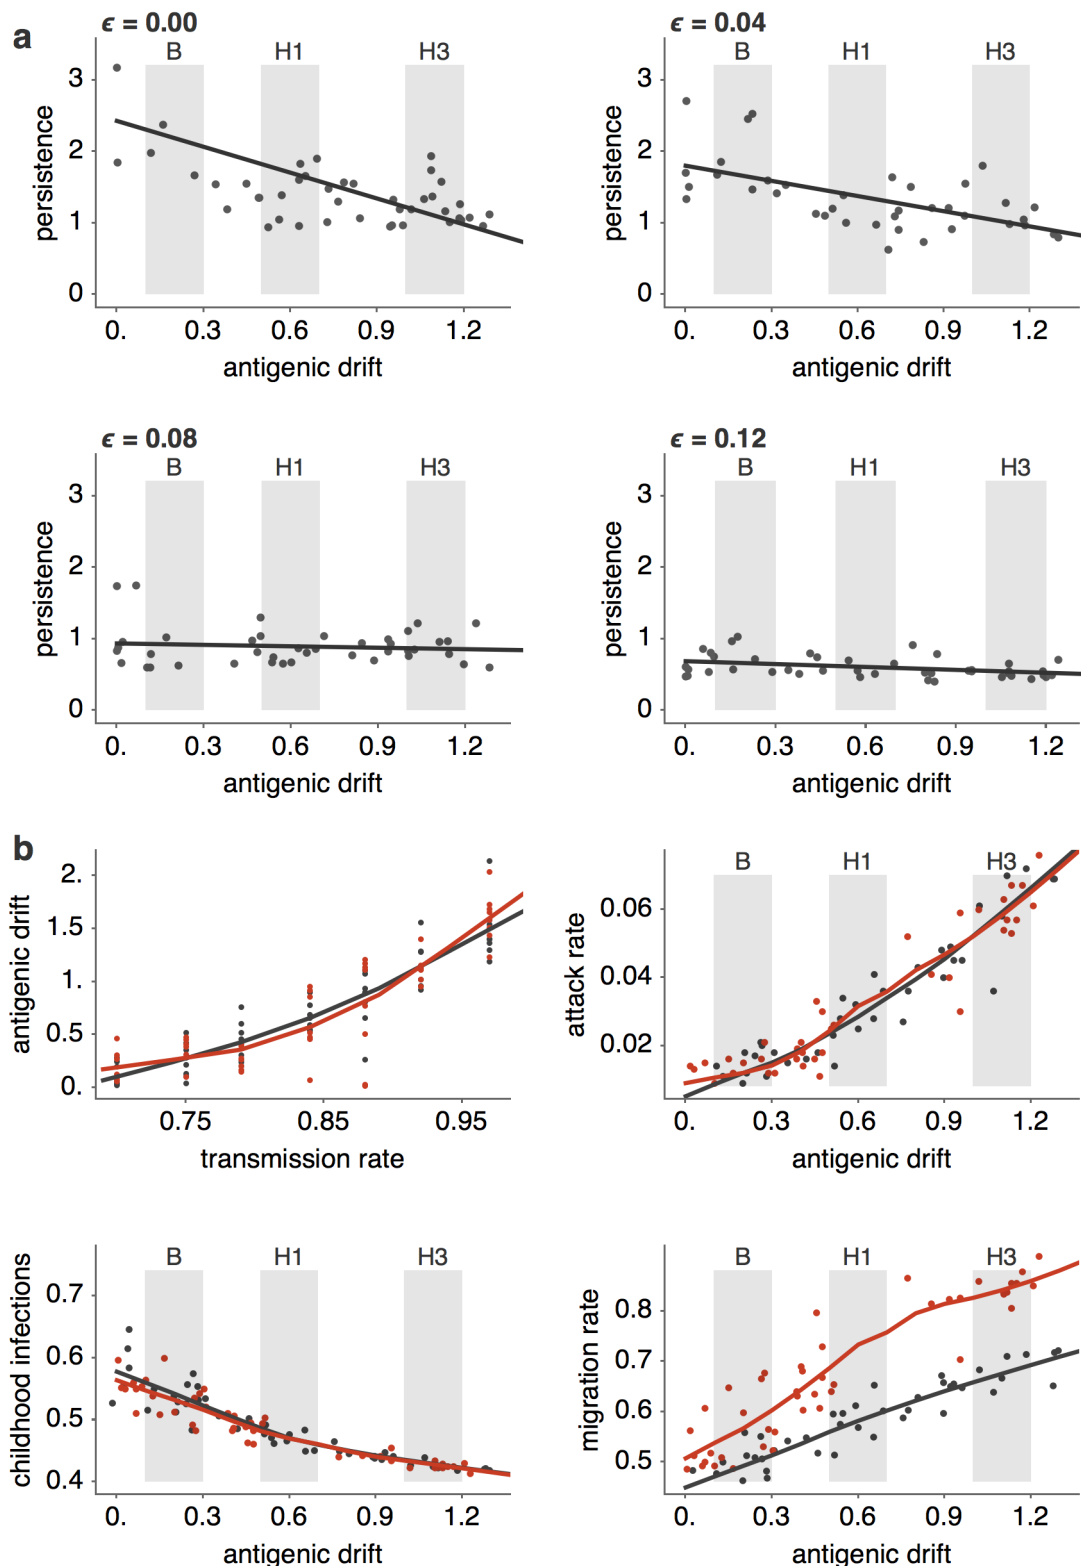 a
ϵ = 0.00
B H1 H3
persistence
3
2
1
0
0. 0.3 0.6 0.9 1.2
antigenic drift
ϵ = 0.04
B H1 H3
persistence
3
2
1
0
0. 0.3 0.6 0.9 1.2
antigenic drift
ϵ = 0.08
B H1 H3
persistence
3
2
1
0
0. 0.3 0.6 0.9 1.2
antigenic drift
ϵ = 0.12
B H1 H3
persistence
3
2
1
0
0. 0.3 0.6 0.9 1.2
antigenic drift
b
antigenic drift
2.
1.5
1.
0.5
0.
0.75 0.85 0.95
transmission rate
B H1 H3
attack rate
0.06
0.04
0.02
0. 0.3 0.6 0.9 1.2
antigenic drift
B H1 H3
childhood infections
0.7
0.6
0.5
0.4
0. 0.3 0.6 0.9 1.2
antigenic drift
B H1 H3
migration rate
0.8
0.7
0.6
0.5
0. 0.3 0.6 0.9 1.2
antigenic drift